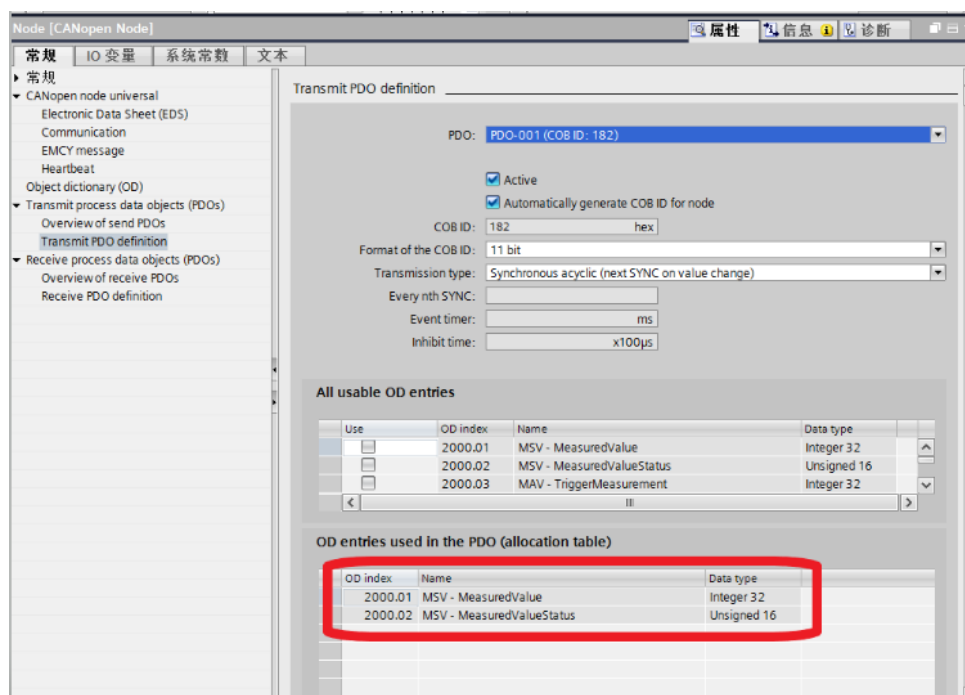 Node [CANopen Node]
属性 信息 诊断
常规 IO 变量 系统常数 文本
常规
CANopen node universal
Electronic Data Sheet (EDS)
Communication
EMCY message
Heartbeat
Object dictionary (OD)
Transmit process data objects (PDOs)
Overview of send PDOs
Transmit PDO definition
Receive process data objects (PDOs)
Overview of receive PDOs
Receive PDO definition
Transmit PDO definition
PDO: PDO-001 (COB ID: 182)
Active
Automatically generate COB ID for node
COB ID: 182 hex
Format of the COB ID: 11 bit
Transmission type: Synchronous acyclic (next SYNC on value change)
Every nth SYNC:
Event timer: ms
Inhibit time: x100µs
All usable OD entries
Use OD index Name Data type
2000.01 MSV - MeasuredValue Integer 32
2000.02 MSV - MeasuredValueStatus Unsigned 16
2000.03 MAV - TriggerMeasurement Integer 32
OD entries used in the PDO (allocation table)
OD index Name Data type
2000.01 MSV - MeasuredValue Integer 32
2000.02 MSV - MeasuredValueStatus Unsigned 16